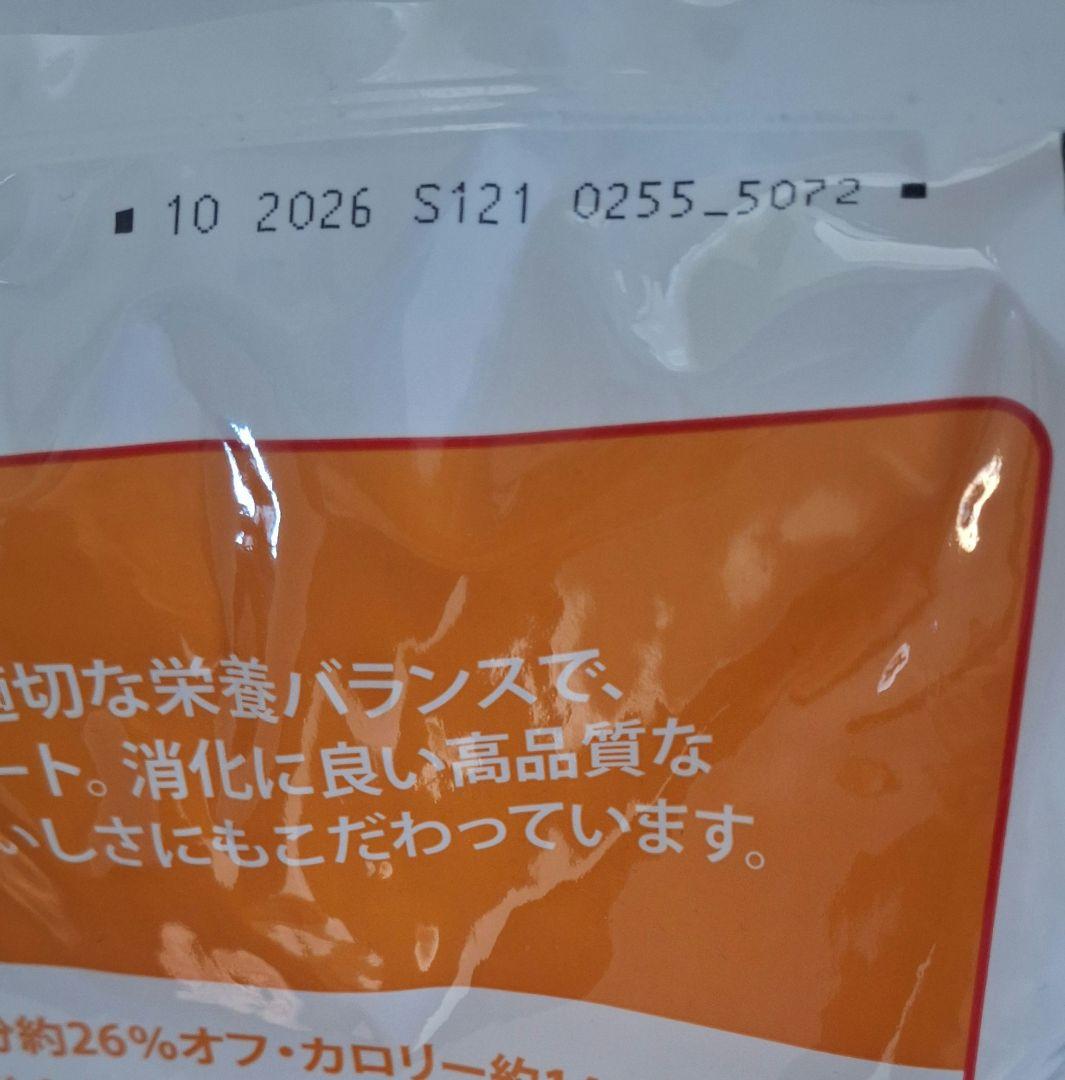 10 2026 S121 0255_5072
適切な栄養バランスで、
ート。消化に良い高品質な
いしさにもこだわっています。
分約26%オフ・カロリー約1